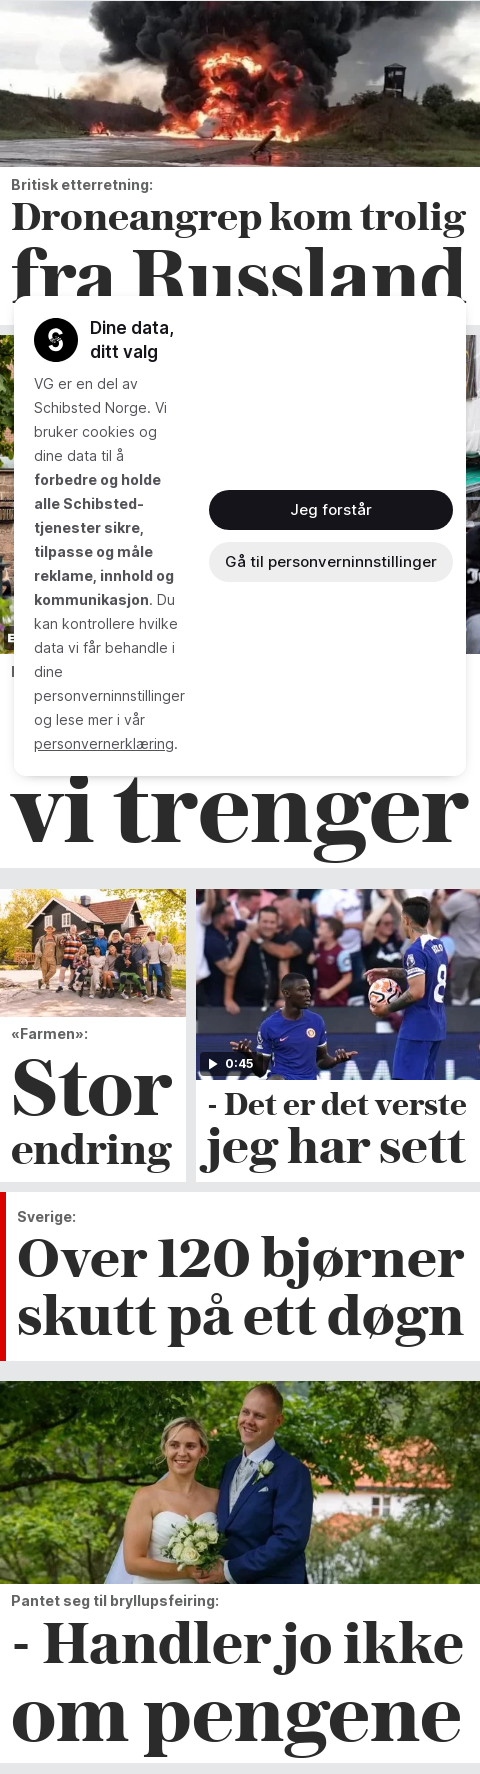 Britisk etterretning:
Droneangrep kom trolig
fra Russland
Dine data,
ditt valg
VG er en del av
Schibsted Norge. Vi
bruker cookies og
dine data til å
forbedre og holde
alle Schibsted-
tjenester sikre,
tilpasse og måle
reklame, innhold og
kommunikasjon. Du
kan kontrollere hvilke
data vi får behandle i
dine
personverninnstillinger
og lese mer i vår
personvernerklæring.
Jeg forstår
Gå til personverninnstillinger
vi trenger
«Farmen»:
Stor
endring
0:45
- Det er det verste
jeg har sett
Sverige:
Over 120 bjørner
skutt på ett døgn
Pantet seg til bryllupsfeiring:
- Handler jo ikke
om pengene